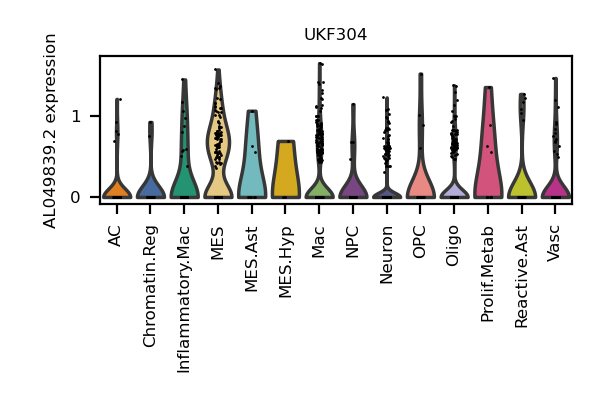 UKF304
AL049839.2 expression
1
0
AC
Chromatin.Reg
Inflammatory.Mac
MES
MES.Ast
MES.Hyp
Mac
NPC
Neuron
OPC
Oligo
Prolif.Metab
Reactive.Ast
Vasc